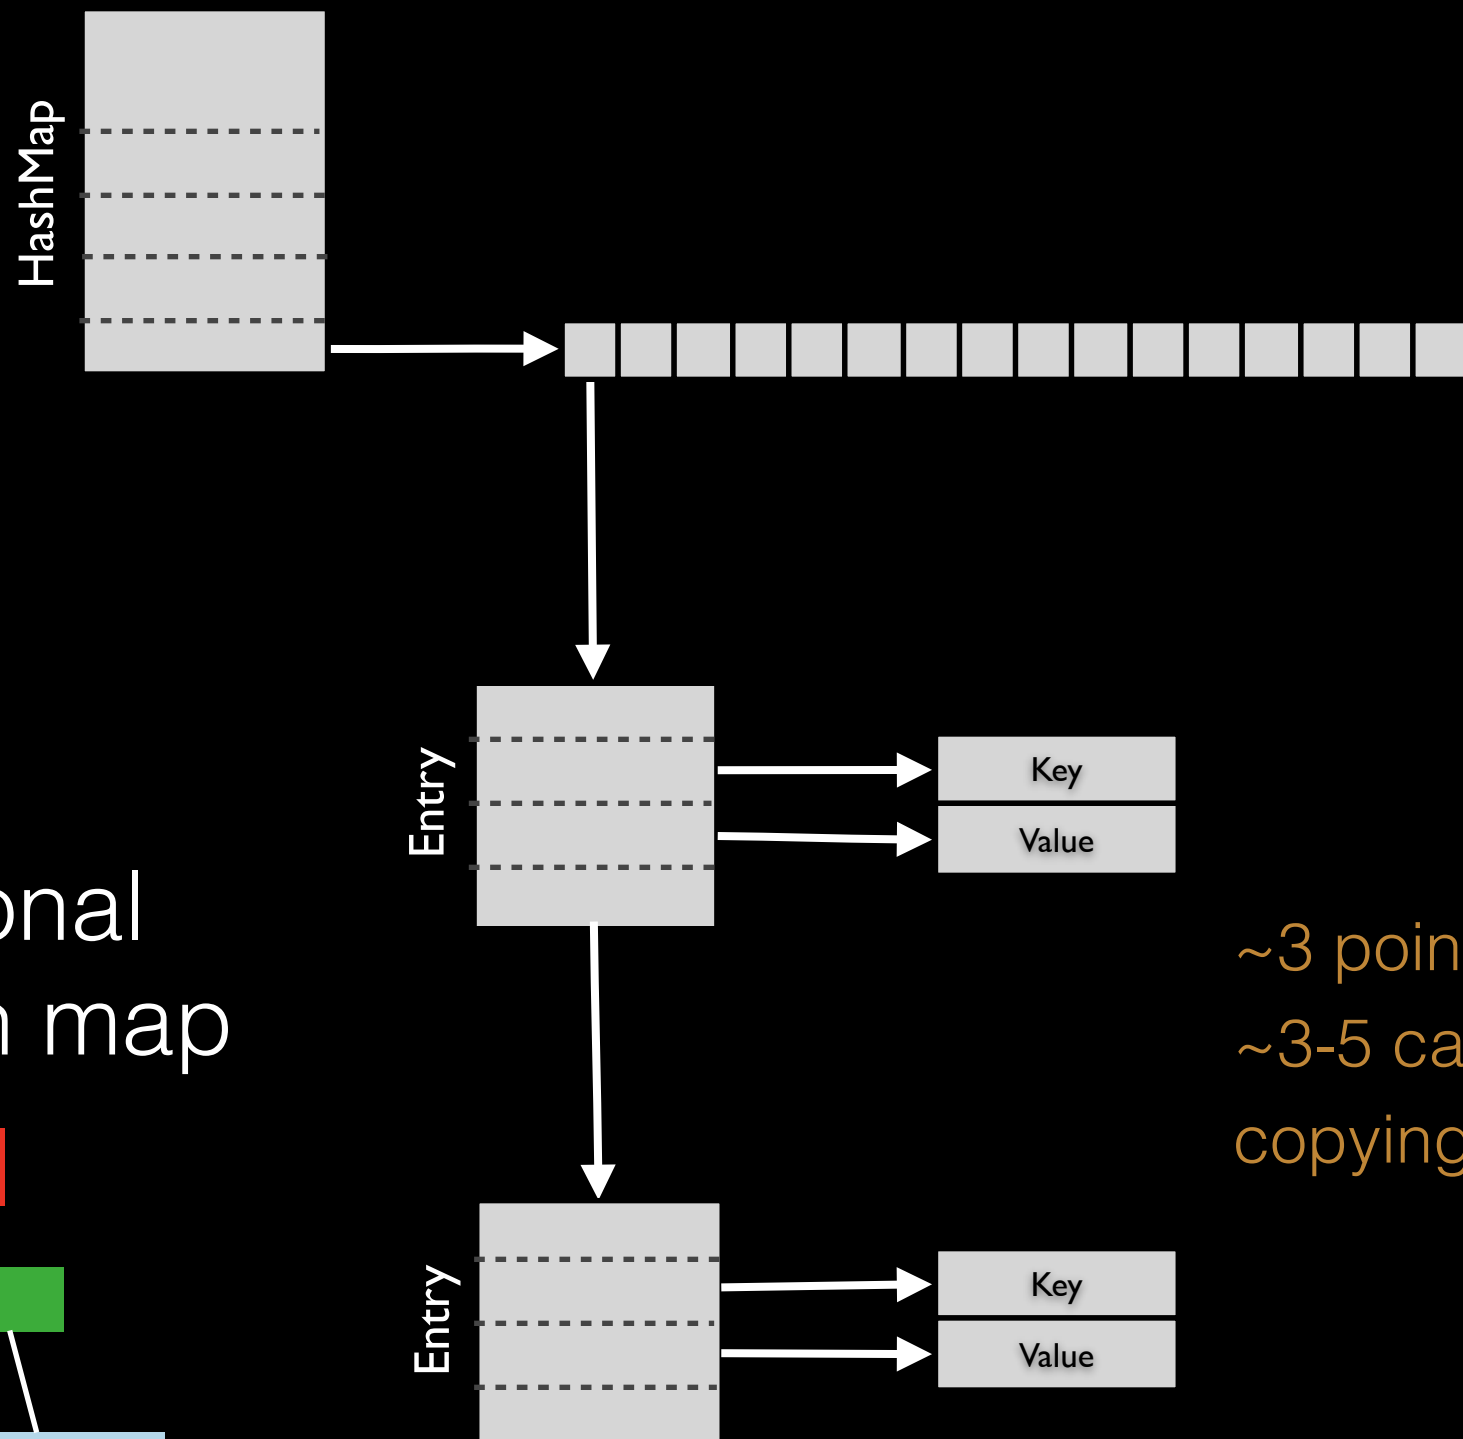 HashMap
Entry
Key
Value
onal
map
~3 poin
~3-5 ca
copying
Entry
Key
Value